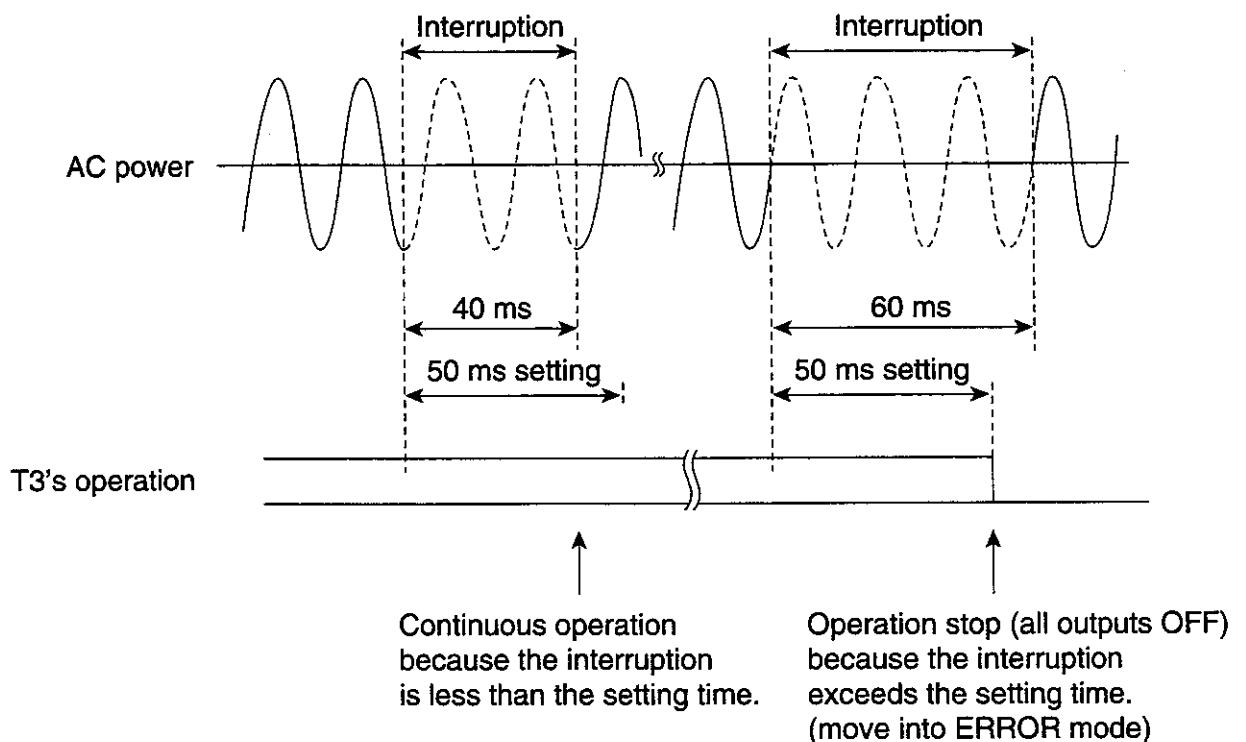 Interruption
Interruption
AC power
40 ms
60 ms
50 ms setting
50 ms setting
T3's operation
Continuous operation
because the interruption
is less than the setting time.
Operation stop (all outputs OFF)
because the interruption
exceeds the setting time.
(move into ERROR mode)